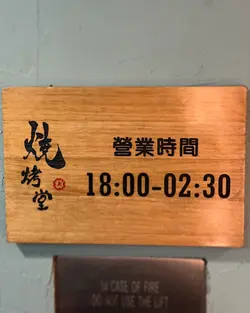 燒烤堂
營業時間
18:00-02:30
IN CASE OF FIRE
DO NOT USE THE LIFT